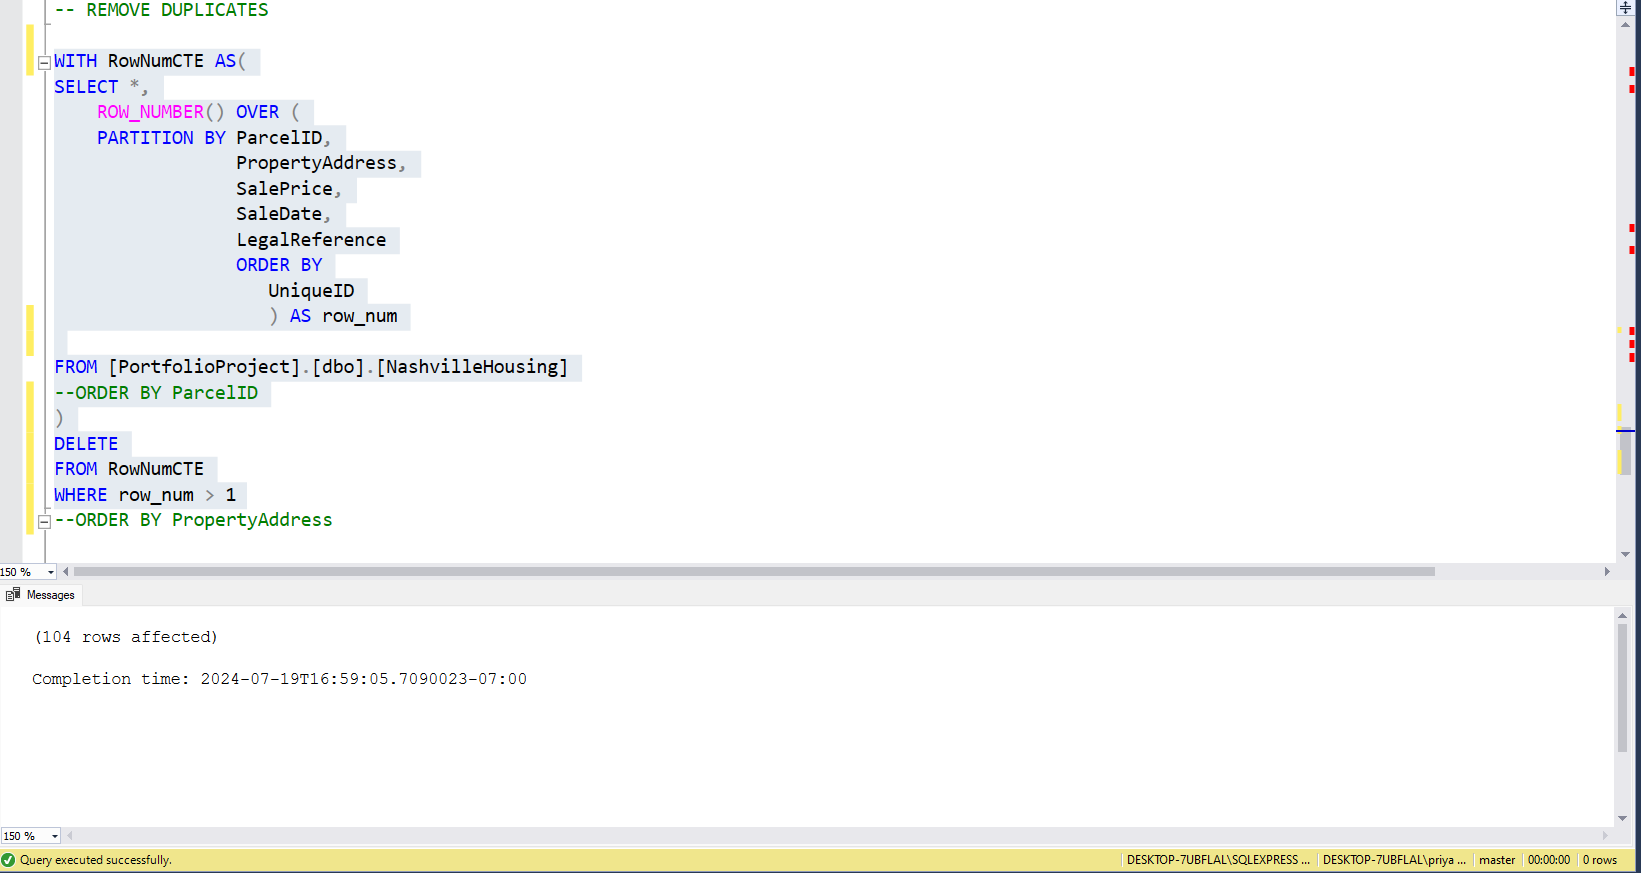 -- REMOVE DUPLICATES
WITH RowNumCTE AS(
SELECT *,
ROW_NUMBER() OVER (
PARTITION BY ParcelID,
PropertyAddress,
SalePrice,
SaleDate,
LegalReference
ORDER BY
UniqueID
) AS row_num
FROM [PortfolioProject].[dbo].[NashvilleHousing]
--ORDER BY ParcelID
)
DELETE
FROM RowNumCTE
WHERE row_num > 1
--ORDER BY PropertyAddress
150 %
Messages
(104 rows affected)
Completion time: 2024-07-19T16:59:05.7090023-07:00
150 %
Query executed successfully. DESKTOP-7UBFLAL\SQLEXPRESS ... DESKTOP-7UBFLAL\priya ... master 00:00:00 0 rows